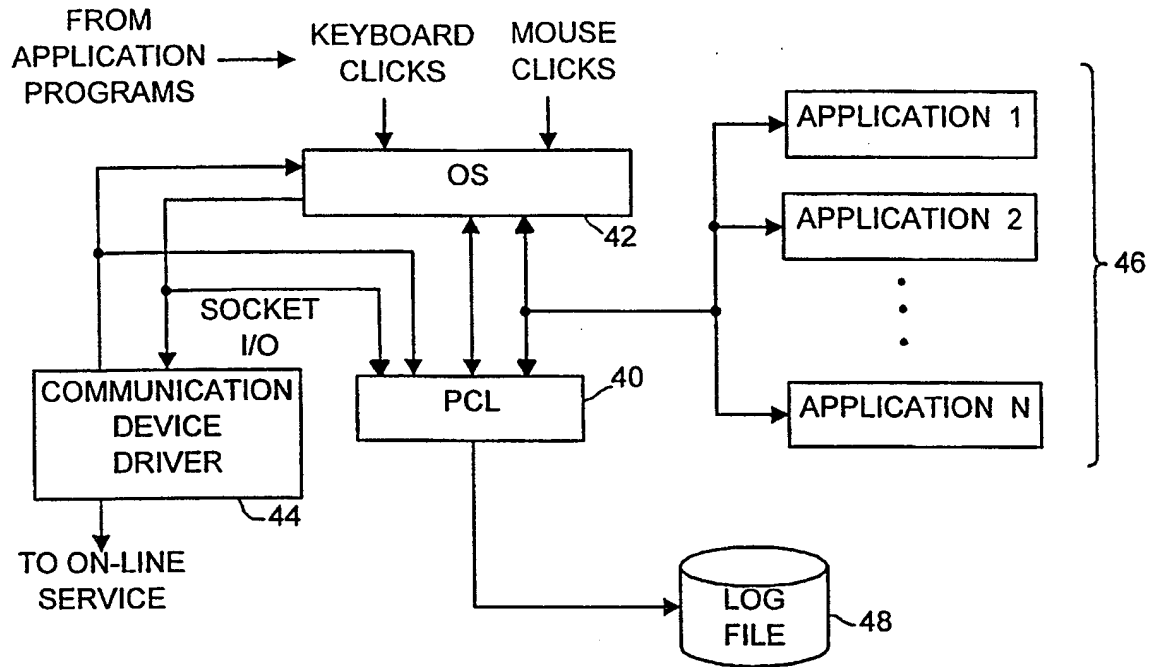 FROM
APPLICATION
PROGRAMS
KEYBOARD
CLICKS
MOUSE
CLICKS
OS
42
APPLICATION 1
APPLICATION 2
APPLICATION N
46
SOCKET
I/O
COMMUNICATION
DEVICE
DRIVER
44
TO ON-LINE
SERVICE
PCL
40
LOG
FILE
48